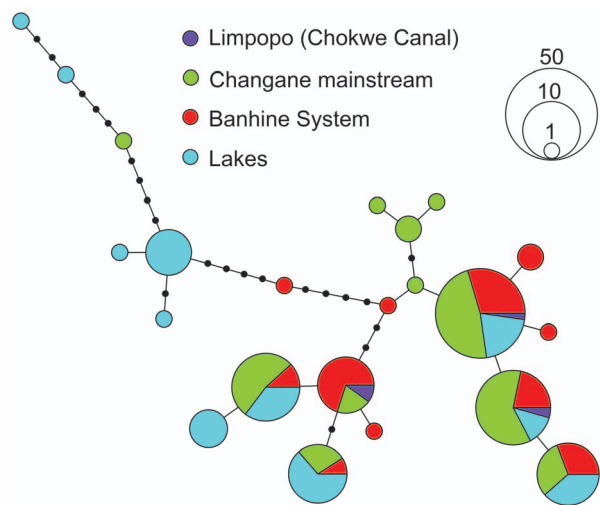 Limpopo (Chokwe Canal)
Changane mainstream
Banhine System
Lakes
50
10
1